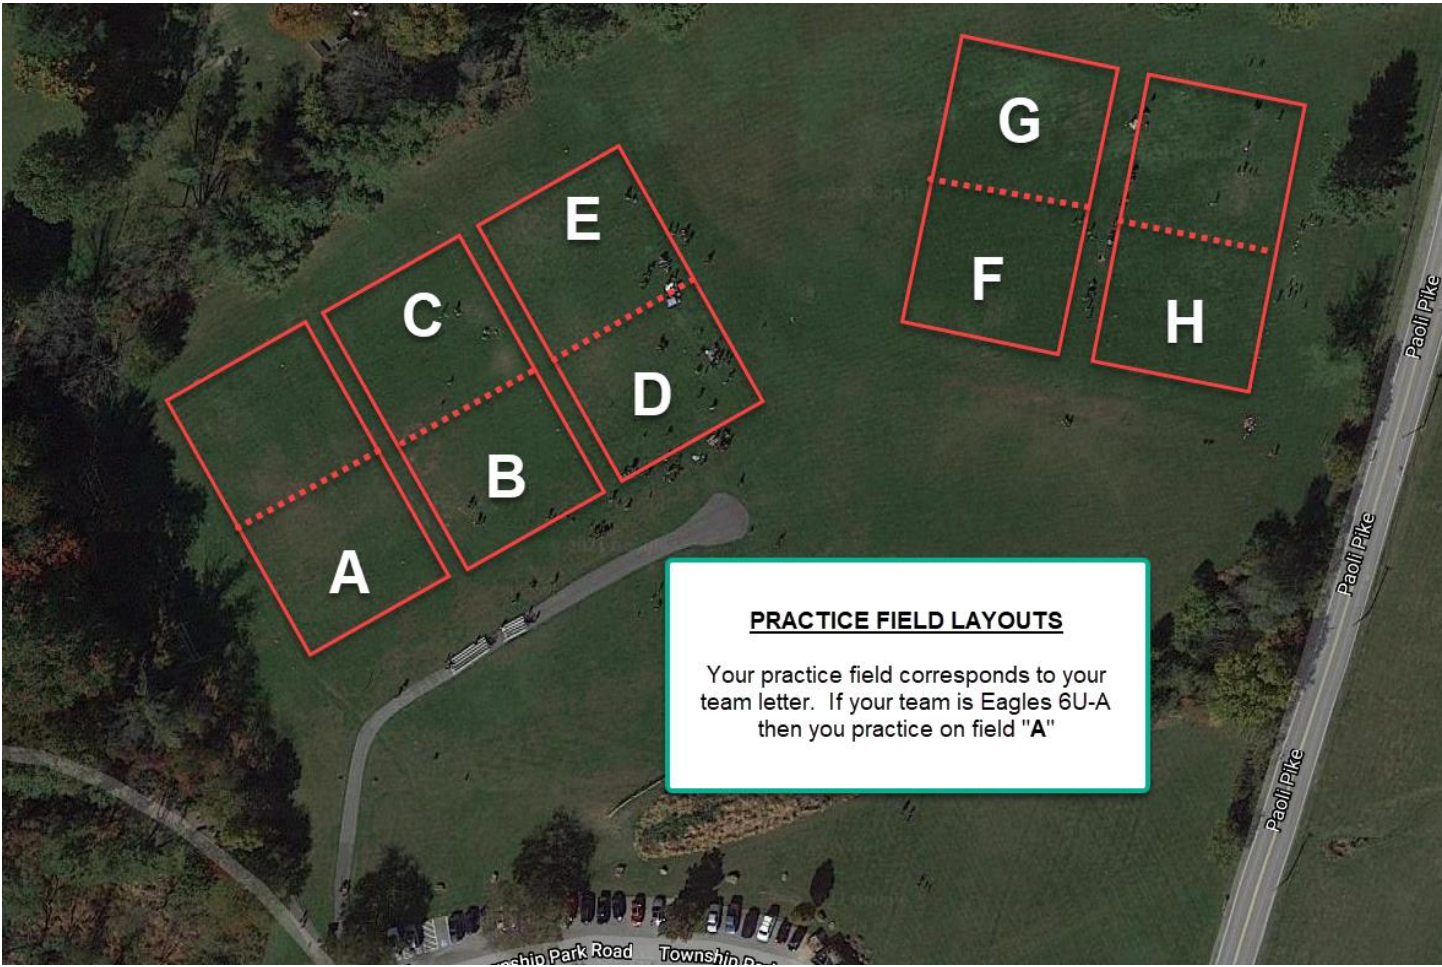 G
E
C
F
H
D
B
A
Paoli Pike
Paoli Pike
Paoli Pike
PRACTICE FIELD LAYOUTS
Your practice field corresponds to your
team letter. If your team is Eagles 6U-A
then you practice on field "A"
Park Road
Township